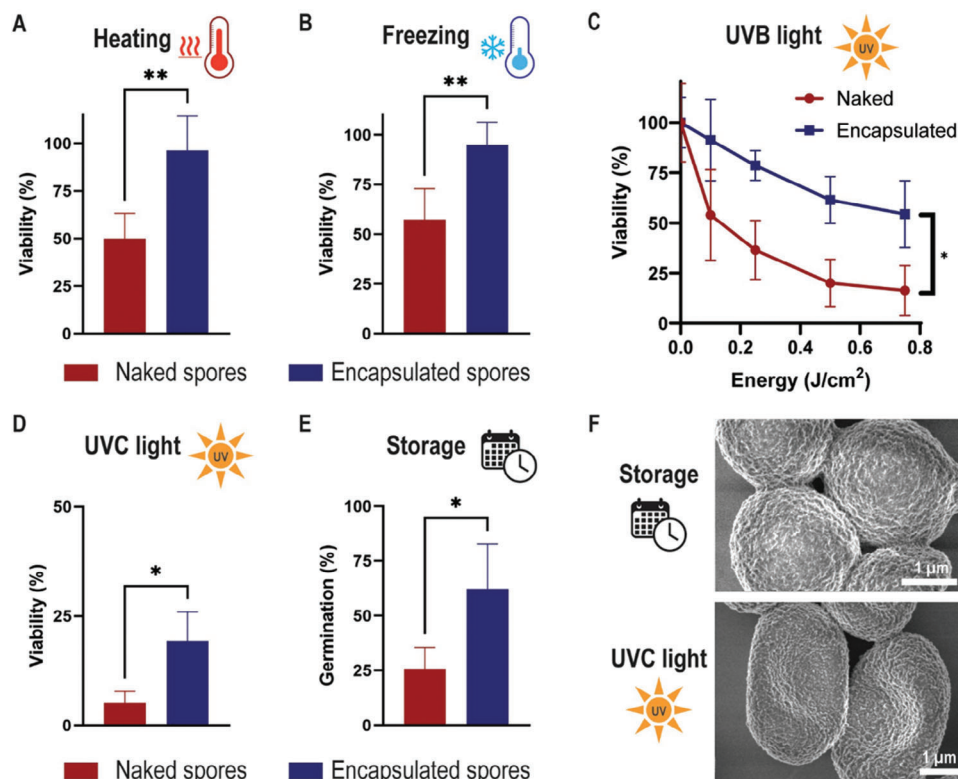 A
Heating
**
Viability (%)
100
75
50
25
0
B
Freezing
**
Viability (%)
100
75
50
25
0
C
UVB light
UV
Naked
Encapsulated
Viability (%)
100
75
50
25
0
*
0.0 0.2 0.4 0.6 0.8
Energy (J/cm²)
Naked spores
Encapsulated spores
D
UVC light
UV
*
Viability (%)
50
25
0
E
Storage
*
Germination (%)
100
75
50
25
0
F
Storage
1 µm
UVC light
UV
1 µm
Naked spores
Encapsulated spores